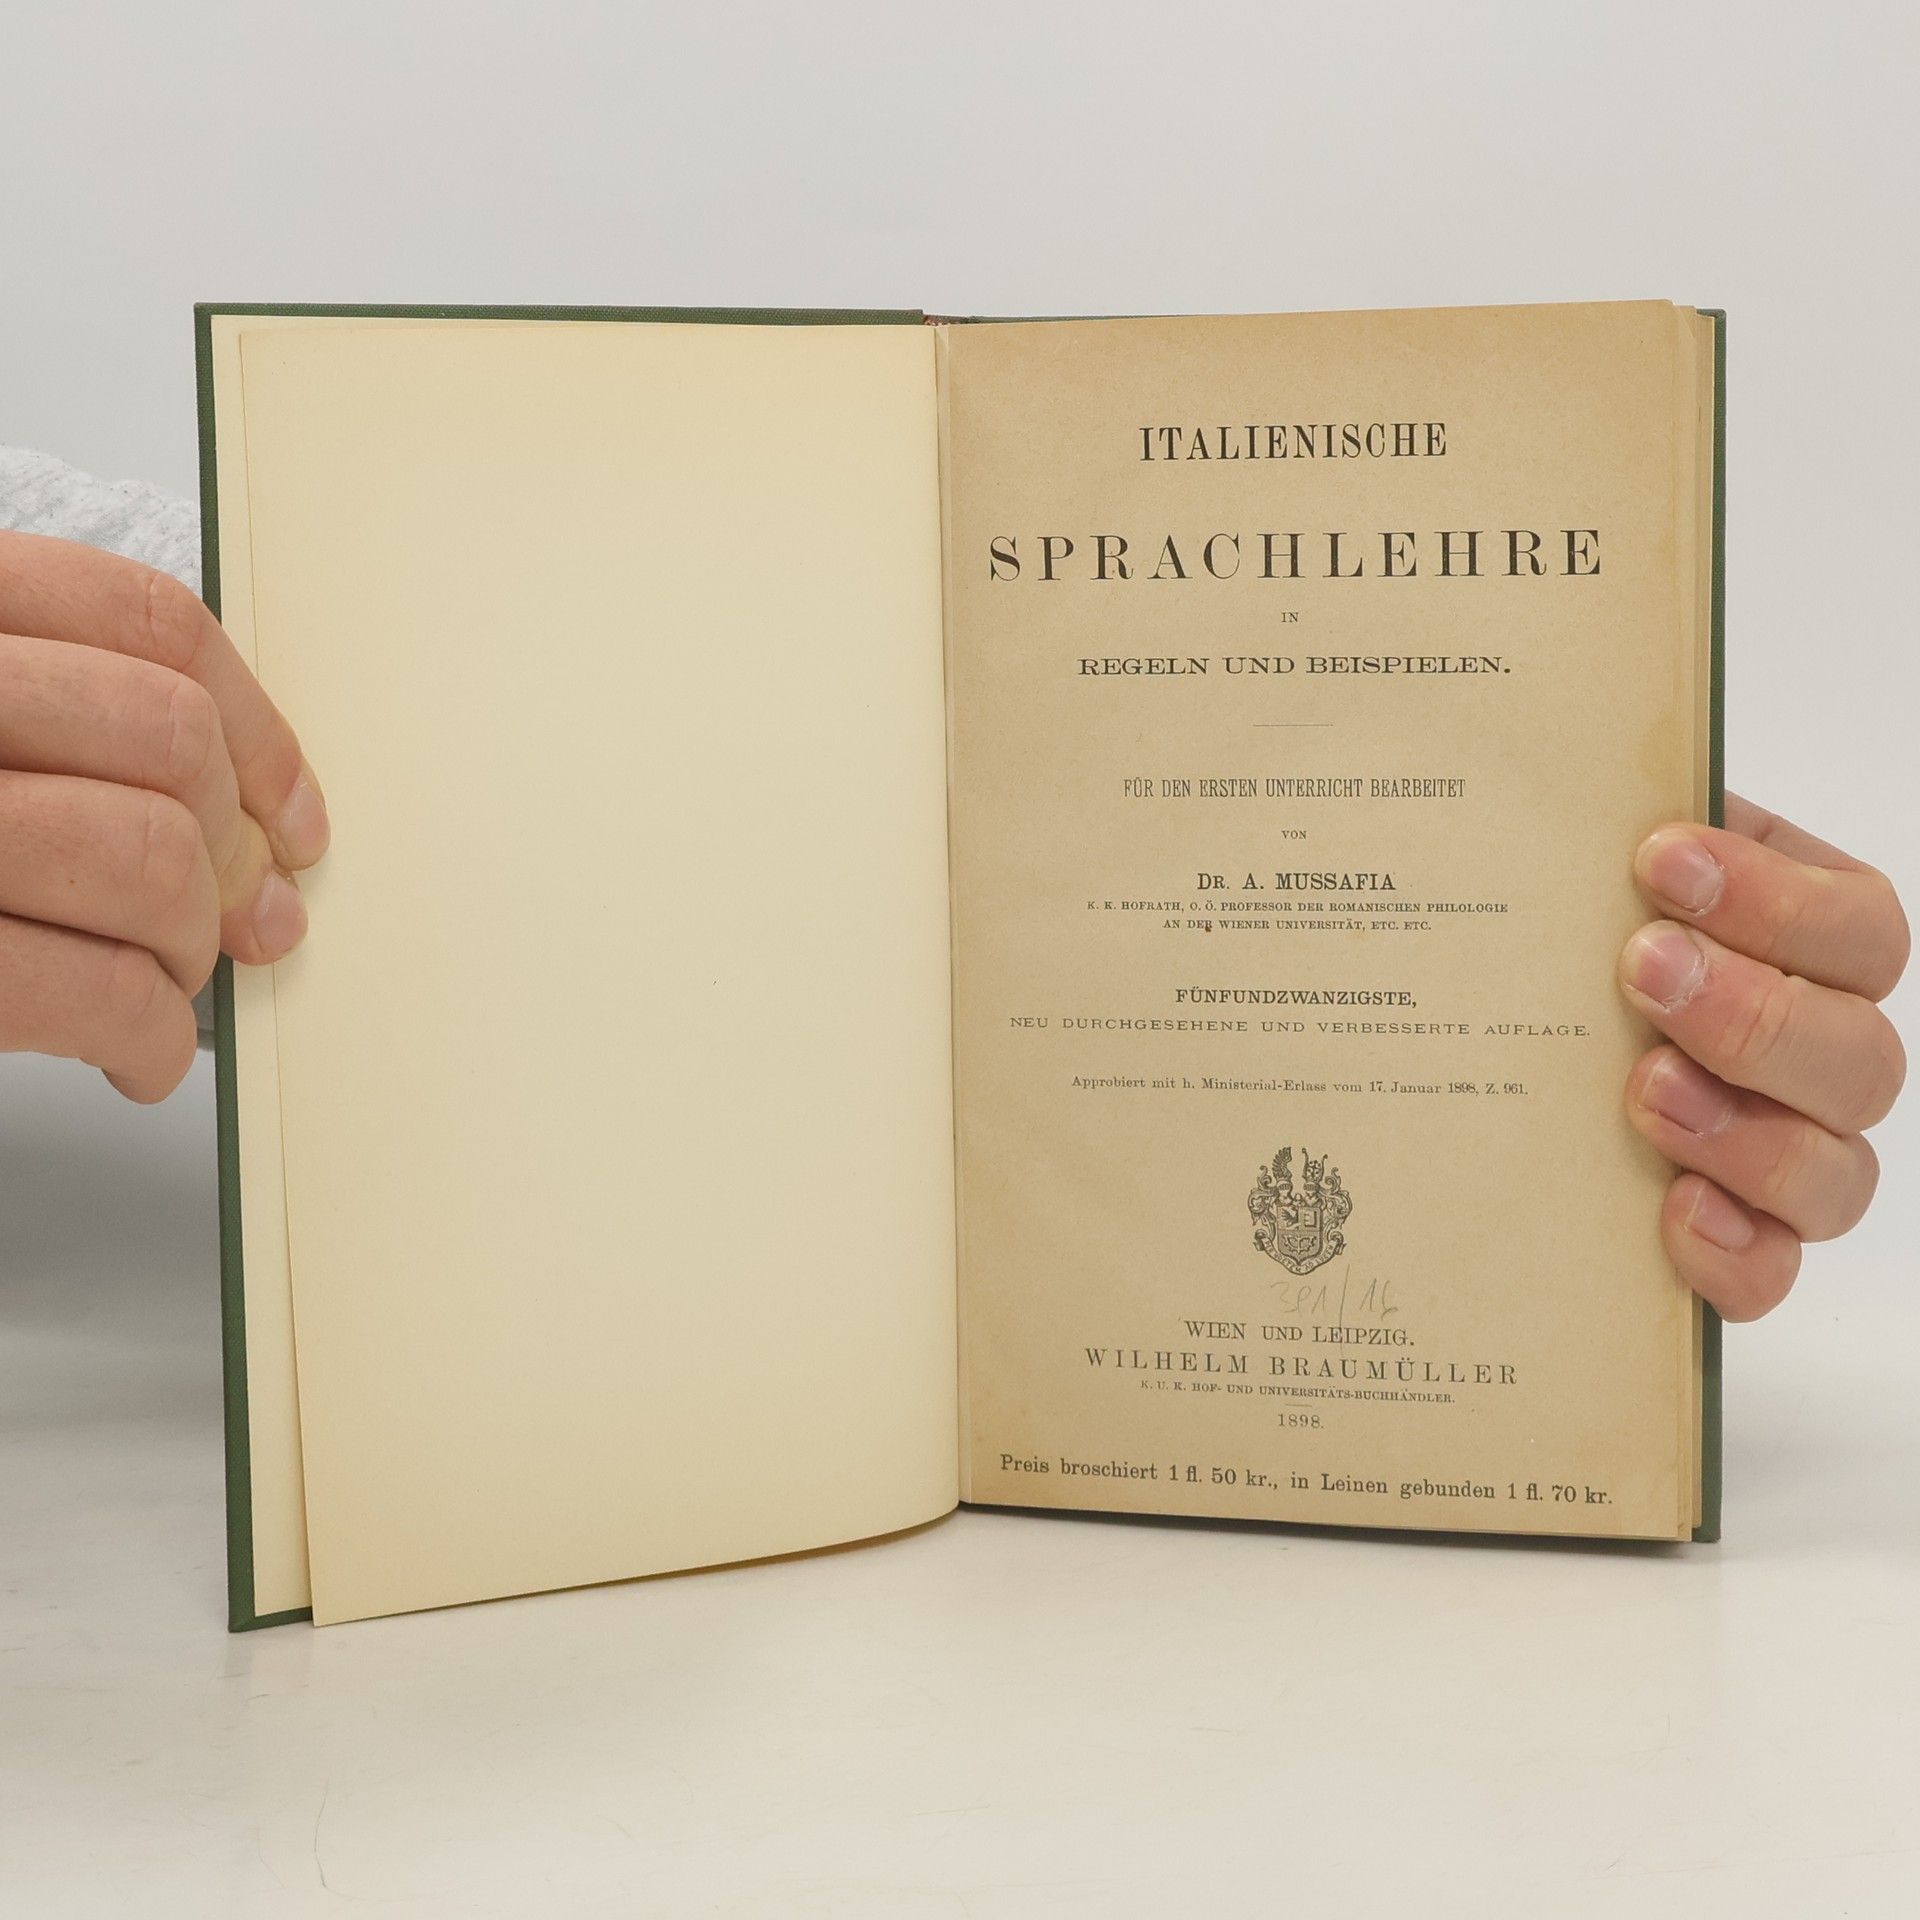 ITALIENISCHE
SPRACHLEHRE
IN
REGELN UND BEISPIELEN.
FÜR DEN ERSTEN UNTERRICHT BEARBEITET
VON
DR. A. MUSSAFIA
K. K. HOFRATH, O. Ö. PROFESSOR DER ROMANISCHEN PHILOLOGIE
AN DER WIENER UNIVERSITÄT, ETC. ETC.
FÜNFUNDZWANZIGSTE,
NEU DURCHGESEHENE UND VERBESSERTE AUFLAGE.
Approbiert mit h. Ministerial-Erlass vom 17. Januar 1898, Z. 961.
WIEN UND LEIPZIG.
WILHELM BRAUMÜLLER
K. U. K. HOF- UND UNIVERSITÄTS-BUCHHÄNDLER.
1898.
Preis broschiert 1 fl. 50 kr., in Leinen gebunden 1 fl. 70 kr.